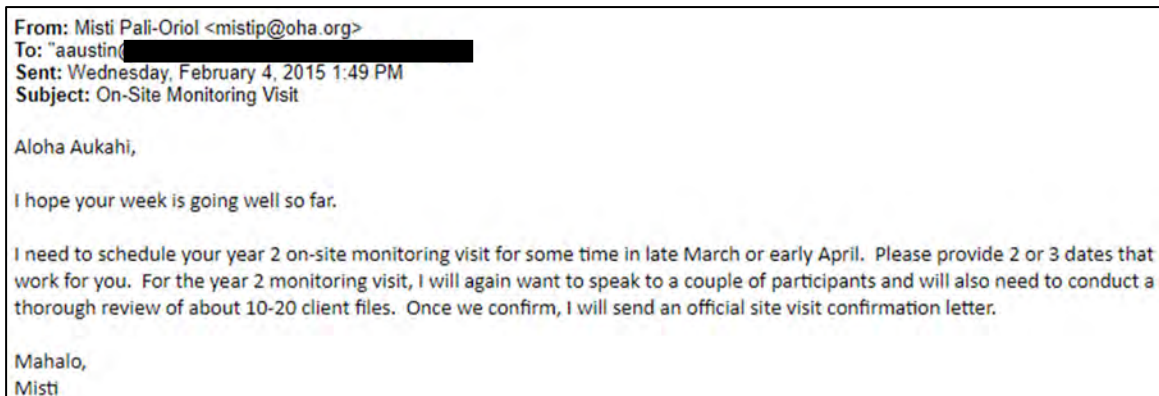 From: Misti Pali-Oriol <mistip@oha.org>
To: "aaustin@
Sent: Wednesday, February 4, 2015 1:49 PM
Subject: On-Site Monitoring Visit
Aloha Aukahi,
I hope your week is going well so far.
I need to schedule your year 2 on-site monitoring visit for some time in late March or early April.  Please provide 2 or 3 dates that
work for you.  For the year 2 monitoring visit, I will again want to speak to a couple of participants and will also need to conduct a
thorough review of about 10-20 client files.  Once we confirm, I will send an official site visit confirmation letter.
Mahalo,
Misti